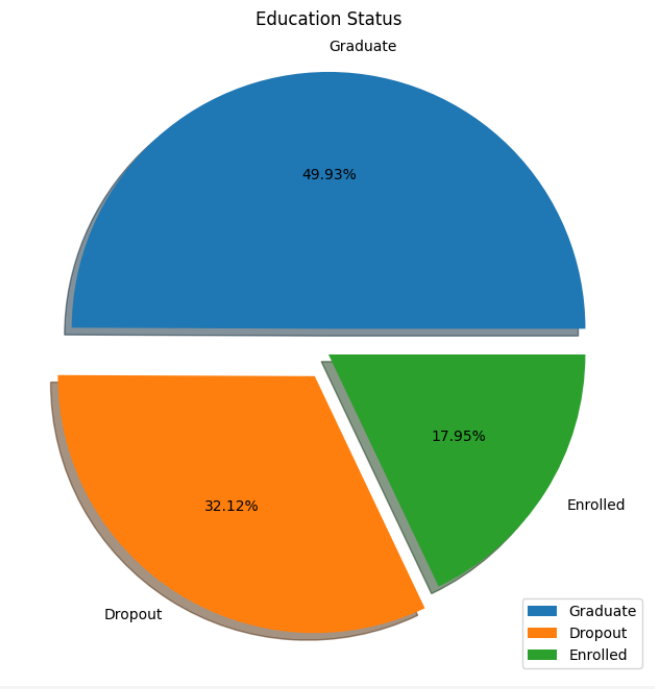 Education Status
Graduate
49.93%
17.95%
32.12%
Enrolled
Dropout
Graduate
Dropout
Enrolled